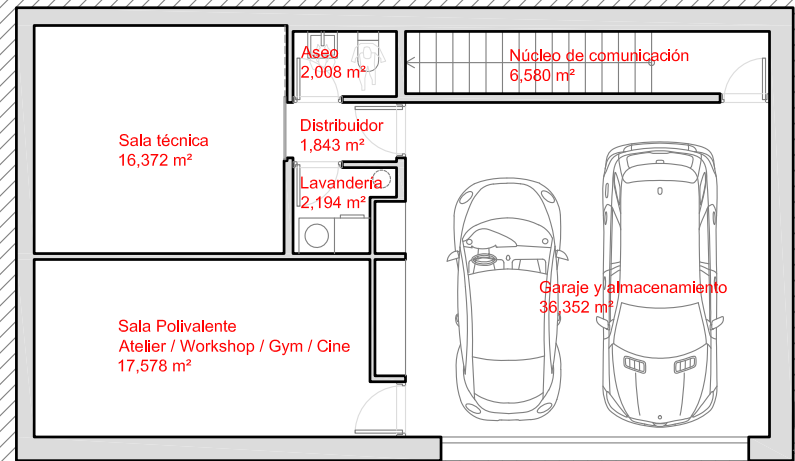 Aseo
2,008 m²
Núcleo de comunicación
6,580 m²
Distribuidor
1,843 m²
Sala técnica
16,372 m²
Lavandería
2,194 m²
Garaje y almacenamiento
36,352 m²
Sala Polivalente
Atelier / Workshop / Gym / Cine
17,578 m²